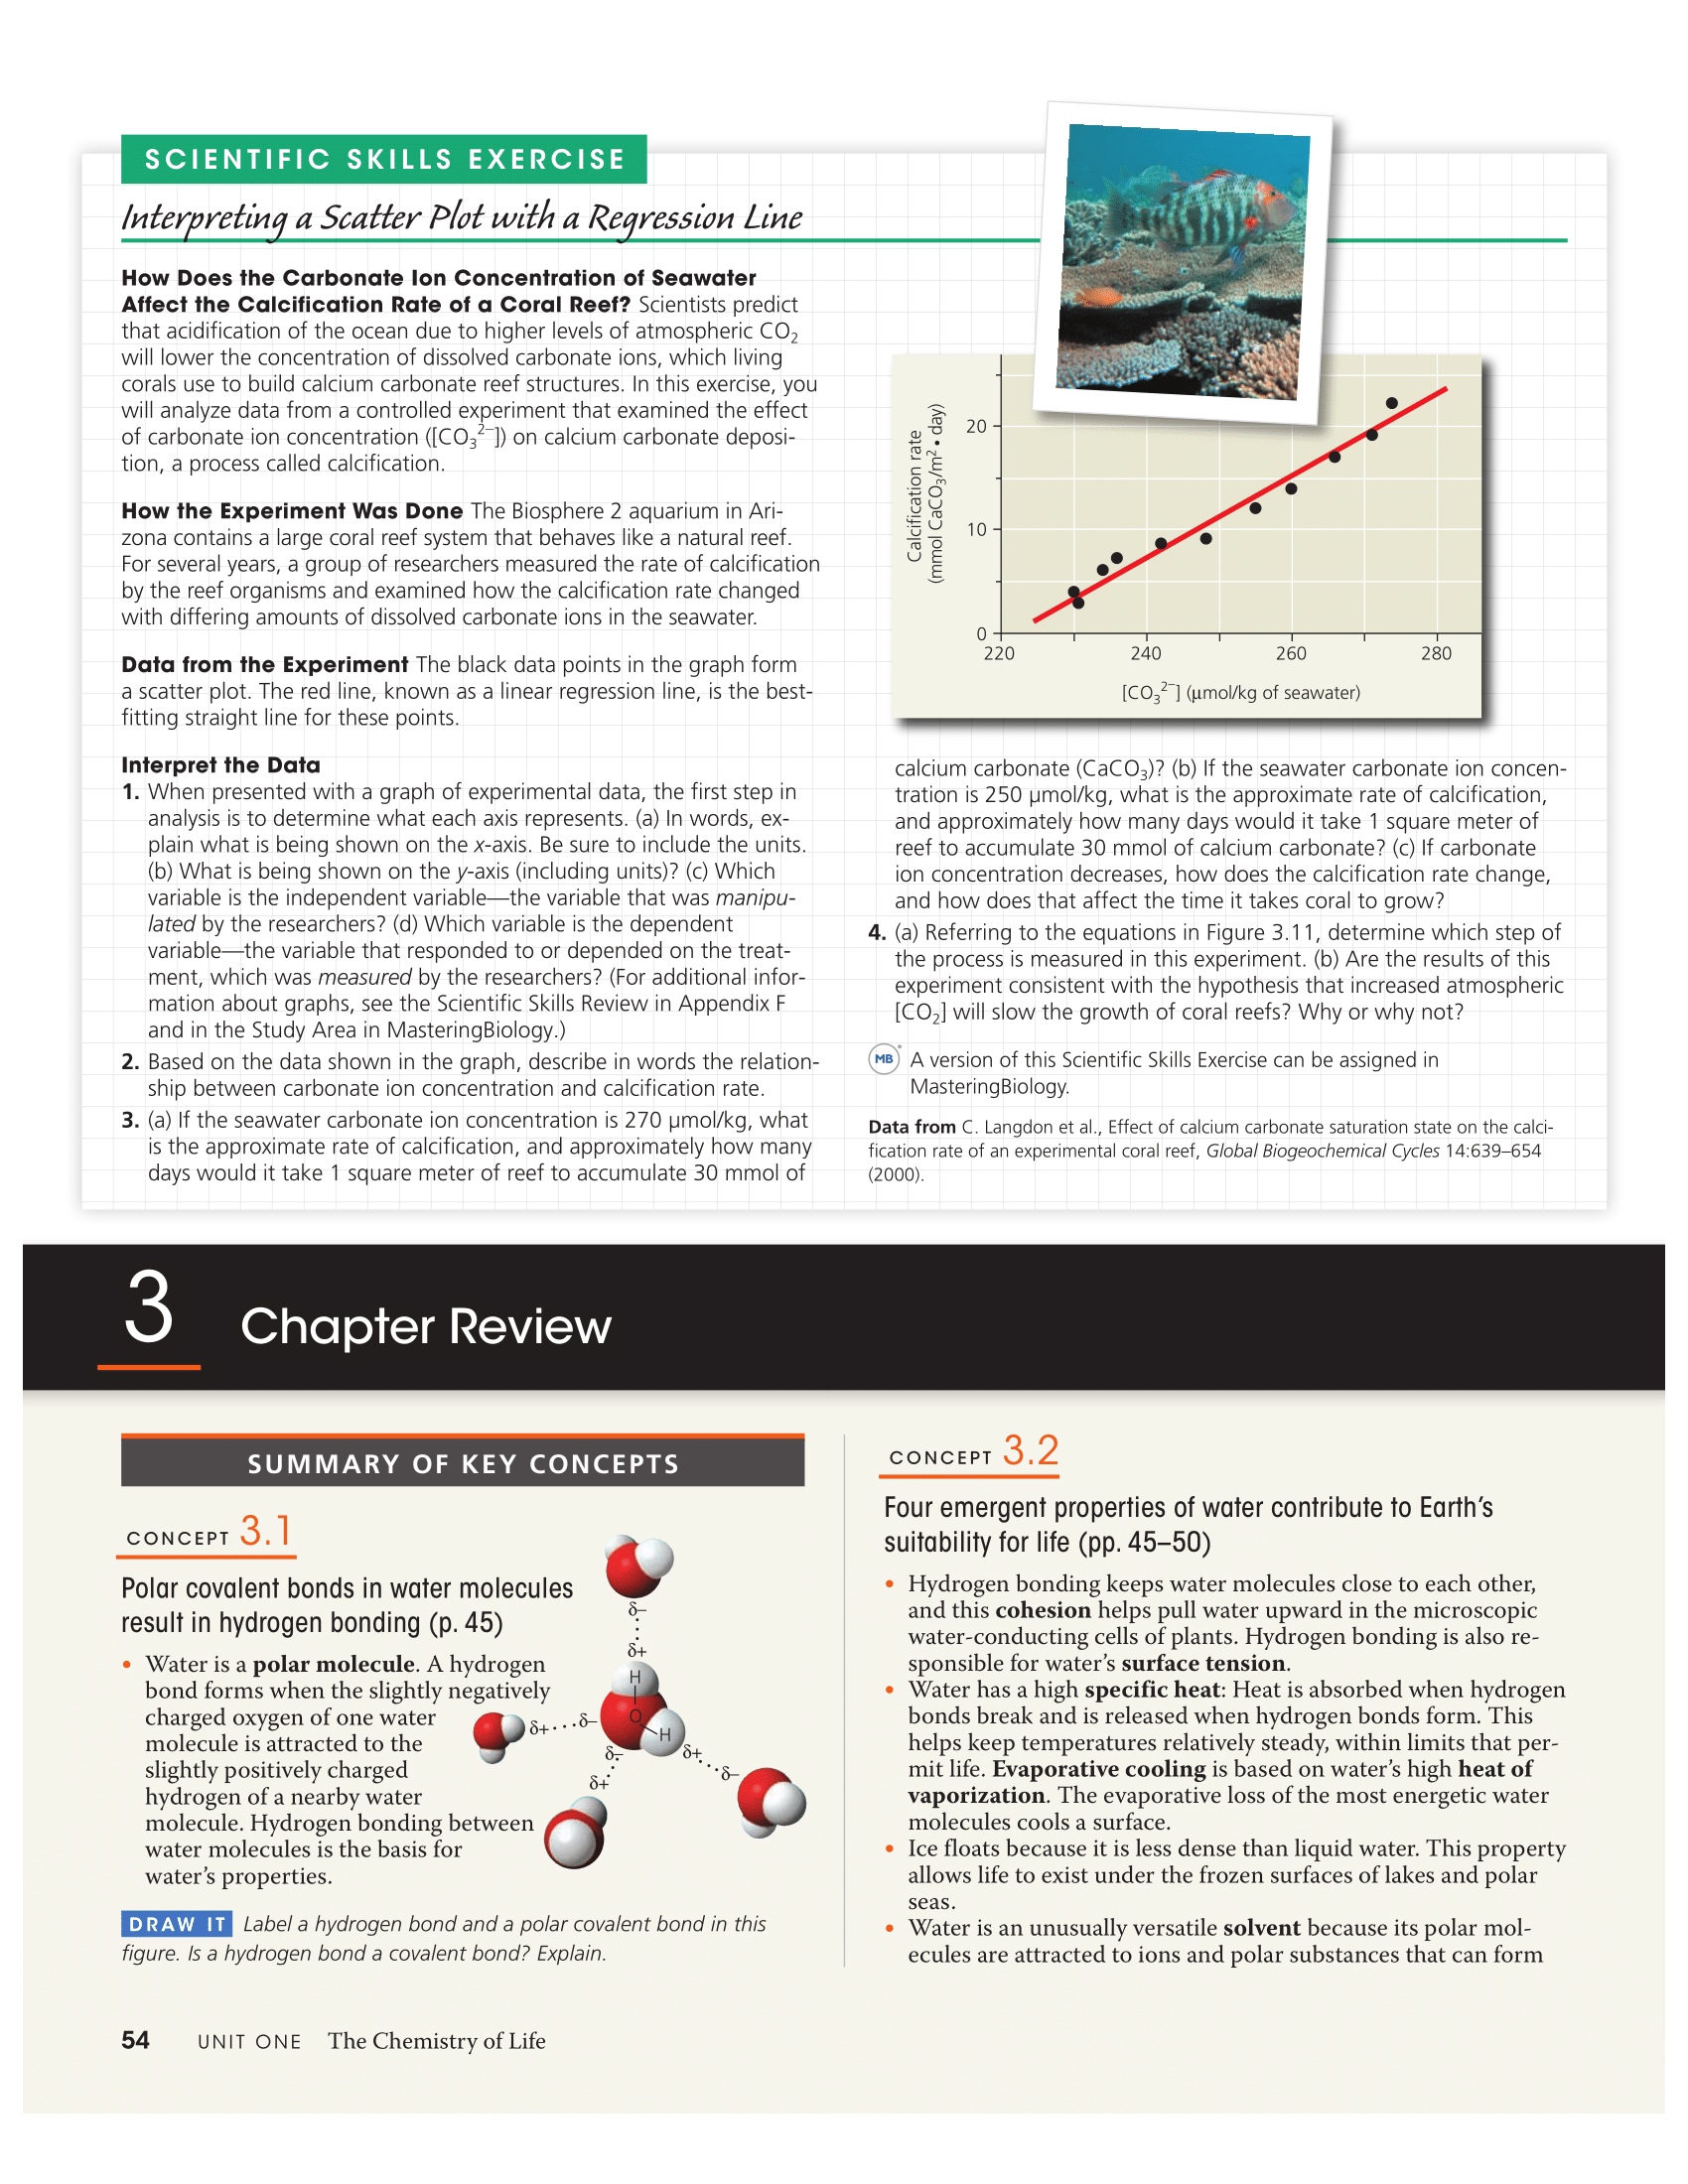 SCIENTIFIC SKILLS EXERCISE
Interpreting a Scatter Plot with a Regression Line
How Does the Carbonate Ion Concentration of Seawater
Affect the Calcification Rate of a Coral Reef? Scientists predict
that acidification of the ocean due to higher levels of atmospheric CO₂
will lower the concentration of dissolved carbonate ions, which living
corals use to build calcium carbonate reef structures. In this exercise, you
will analyze data from a controlled experiment that examined the effect
of carbonate ion concentration ([CO₃²⁻]) on calcium carbonate deposi-
tion, a process called calcification.
How the Experiment Was Done The Biosphere 2 aquarium in Ari-
zona contains a large coral reef system that behaves like a natural reef.
For several years, a group of researchers measured the rate of calcification
by the reef organisms and examined how the calcification rate changed
with differing amounts of dissolved carbonate ions in the seawater.
Data from the Experiment The black data points in the graph form
a scatter plot. The red line, known as a linear regression line, is the best-
fitting straight line for these points.
Interpret the Data
1. When presented with a graph of experimental data, the first step in
analysis is to determine what each axis represents. (a) In words, ex-
plain what is being shown on the x-axis. Be sure to include the units.
(b) What is being shown on the y-axis (including units)? (c) Which
variable is the independent variable—the variable that was manipu-
lated by the researchers? (d) Which variable is the dependent
variable—the variable that responded to or depended on the treat-
ment, which was measured by the researchers? (For additional infor-
mation about graphs, see the Scientific Skills Review in Appendix F
and in the Study Area in MasteringBiology.)
2. Based on the data shown in the graph, describe in words the relation-
ship between carbonate ion concentration and calcification rate.
3. (a) If the seawater carbonate ion concentration is 270 µmol/kg, what
is the approximate rate of calcification, and approximately how many
days would it take 1 square meter of reef to accumulate 30 mmol of
Calcification rate
(mmol CaCO₃/m² • day)
20
10
0
220 240 260 280
[CO₃²⁻] (µmol/kg of seawater)
calcium carbonate (CaCO₃)? (b) If the seawater carbonate ion concen-
tration is 250 µmol/kg, what is the approximate rate of calcification,
and approximately how many days would it take 1 square meter of
reef to accumulate 30 mmol of calcium carbonate? (c) If carbonate
ion concentration decreases, how does the calcification rate change,
and how does that affect the time it takes coral to grow?
4. (a) Referring to the equations in Figure 3.11, determine which step of
the process is measured in this experiment. (b) Are the results of this
experiment consistent with the hypothesis that increased atmospheric
[CO₂] will slow the growth of coral reefs? Why or why not?
MB A version of this Scientific Skills Exercise can be assigned in
MasteringBiology.
Data from C. Langdon et al., Effect of calcium carbonate saturation state on the calci-
fication rate of an experimental coral reef, Global Biogeochemical Cycles 14:639–654
(2000).
3 Chapter Review
SUMMARY OF KEY CONCEPTS
CONCEPT 3.1
Polar covalent bonds in water molecules
result in hydrogen bonding (p. 45)
• Water is a polar molecule. A hydrogen
bond forms when the slightly negatively
charged oxygen of one water
molecule is attracted to the
slightly positively charged
hydrogen of a nearby water
molecule. Hydrogen bonding between
water molecules is the basis for
water's properties.
δ–
δ+
H
O
H
δ+ δ–
δ–
δ+
δ+
δ–
DRAW IT Label a hydrogen bond and a polar covalent bond in this
figure. Is a hydrogen bond a covalent bond? Explain.
CONCEPT 3.2
Four emergent properties of water contribute to Earth's
suitability for life (pp. 45–50)
• Hydrogen bonding keeps water molecules close to each other,
and this cohesion helps pull water upward in the microscopic
water-conducting cells of plants. Hydrogen bonding is also re-
sponsible for water's surface tension.
• Water has a high specific heat: Heat is absorbed when hydrogen
bonds break and is released when hydrogen bonds form. This
helps keep temperatures relatively steady, within limits that per-
mit life. Evaporative cooling is based on water's high heat of
vaporization. The evaporative loss of the most energetic water
molecules cools a surface.
• Ice floats because it is less dense than liquid water. This property
allows life to exist under the frozen surfaces of lakes and polar
seas.
• Water is an unusually versatile solvent because its polar mol-
ecules are attracted to ions and polar substances that can form
54 UNIT ONE The Chemistry of Life